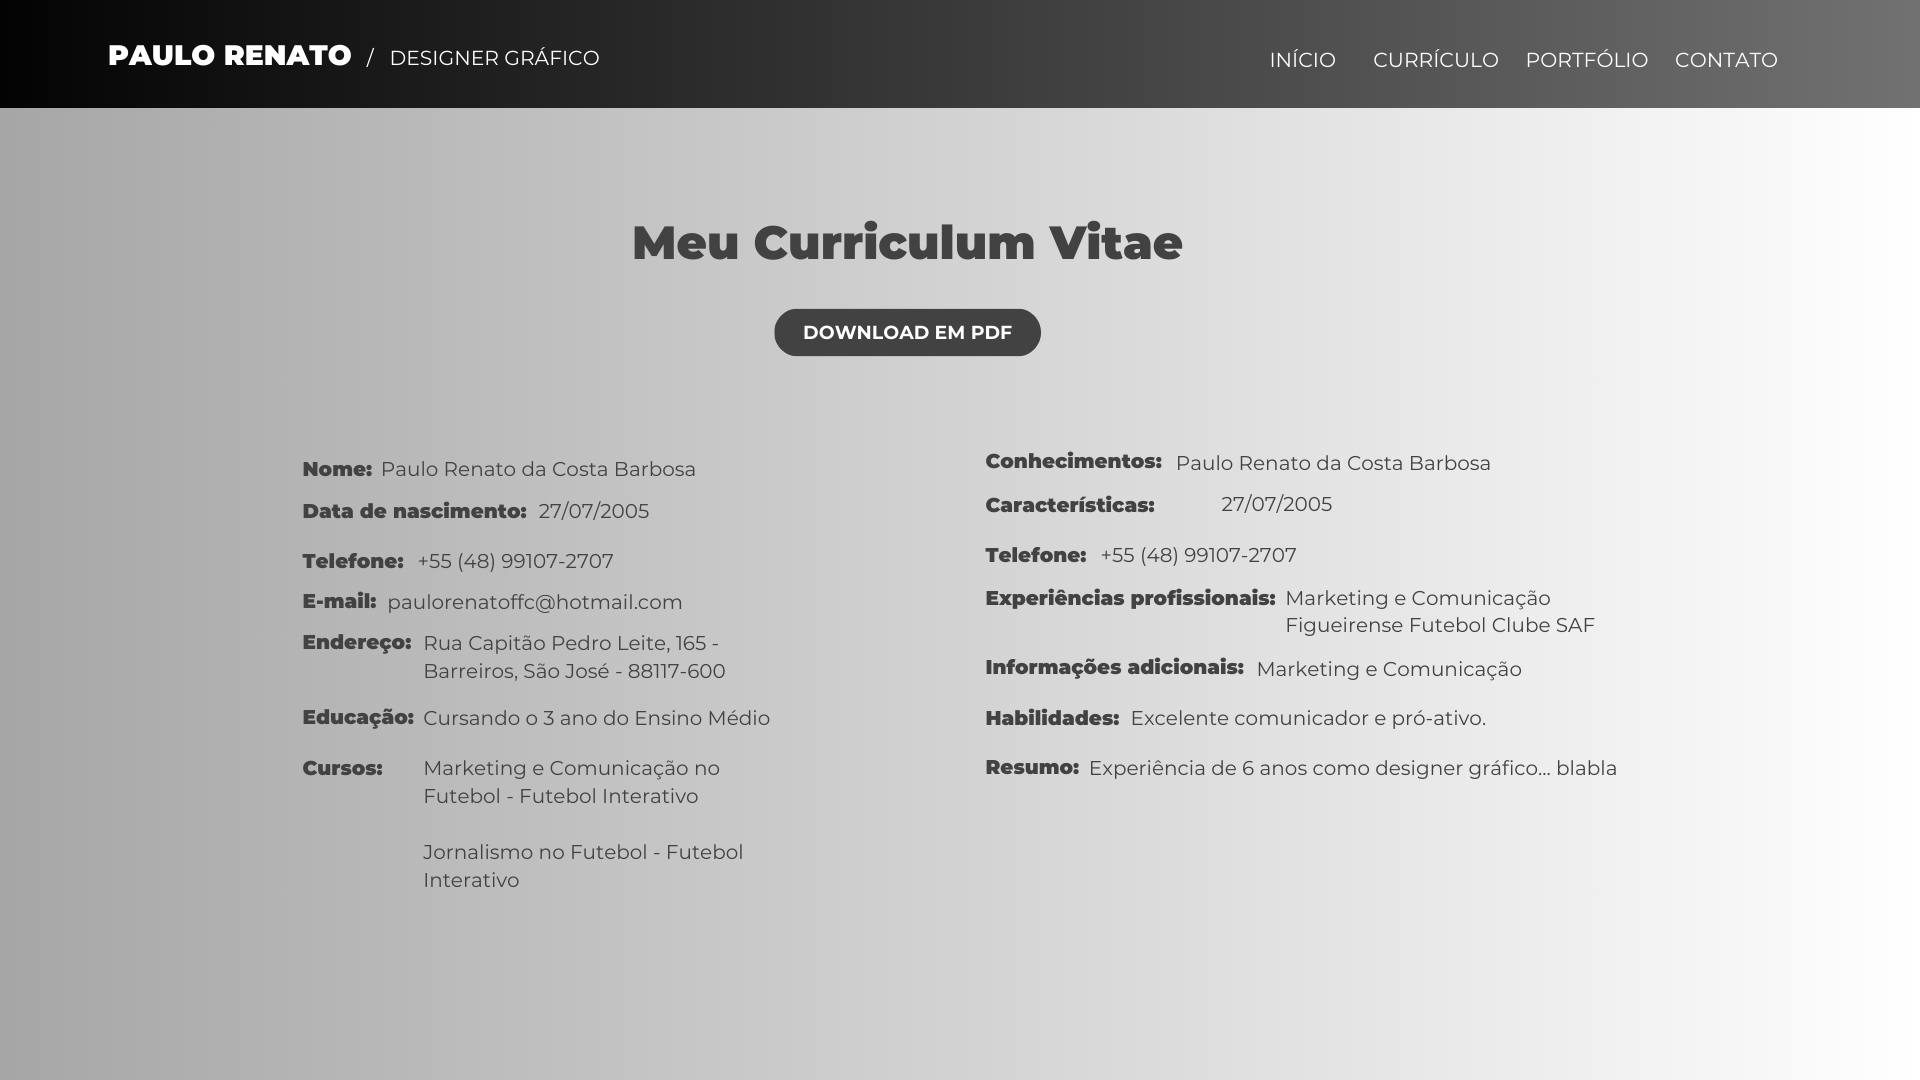 PAULO RENATO / DESIGNER GRÁFICO
INÍCIO CURRÍCULO PORTFÓLIO CONTATO
Meu Curriculum Vitae
DOWNLOAD EM PDF
Nome: Paulo Renato da Costa Barbosa
Data de nascimento: 27/07/2005
Telefone: +55 (48) 99107-2707
E-mail: paulorenatoffc@hotmail.com
Endereço: Rua Capitão Pedro Leite, 165 -
Barreiros, São José - 88117-600
Educação: Cursando o 3 ano do Ensino Médio
Cursos: Marketing e Comunicação no
Futebol - Futebol Interativo
Jornalismo no Futebol - Futebol
Interativo
Conhecimentos: Paulo Renato da Costa Barbosa
Características: 27/07/2005
Telefone: +55 (48) 99107-2707
Experiências profissionais: Marketing e Comunicação
Figueirense Futebol Clube SAF
Informações adicionais: Marketing e Comunicação
Habilidades: Excelente comunicador e pró-ativo.
Resumo: Experiência de 6 anos como designer gráfico... blabla